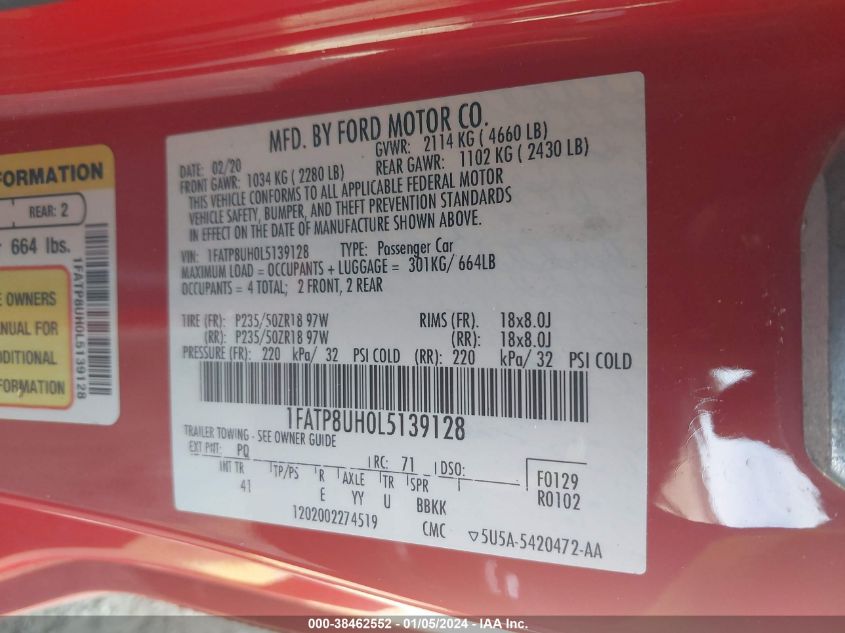 MFD. BY FORD MOTOR CO.
DATE: 02/20
GVWR: 2114 KG ( 4660 LB)
FRONT GAWR: 1034 KG ( 2280 LB)
REAR GAWR: 1102 KG ( 2430 LB)
THIS VEHICLE CONFORMS TO ALL APPLICABLE FEDERAL MOTOR
VEHICLE SAFETY, BUMPER, AND THEFT PREVENTION STANDARDS
IN EFFECT ON THE DATE OF MANUFACTURE SHOWN ABOVE.
VIN: 1FATP8UH0L5139128 TYPE: Passenger Car
MAXIMUM LOAD = OCCUPANTS + LUGGAGE = 301KG/ 664LB
OCCUPANTS = 4 TOTAL; 2 FRONT, 2 REAR
TIRE (FR): P235/50ZR18 97W RIMS (FR). 18x8.0J
(RR): P235/50ZR18 97W (RR): 18x8.0J
PRESSURE (FR): 220 kPa/ 32 PSI COLD (RR): 220 kPa/ 32 PSI COLD
1FATP8UH0L5139128
TRAILER TOWING - SEE OWNER GUIDE
EXT PNT: PQ RC: 71 DSO:
INT TR TP/PS R AXLE TR SPR
41 E YY U BBKK
F0129
R0102
1202002274519 CMC 5U5A-5420472-AA
FORMATION
REAR: 2
664 lbs.
OWNERS
ANUAL FOR
DDITIONAL
FORMATION
1FATP8UH0L5139128
000-38462552 - 01/05/2024 - IAAI.COM.